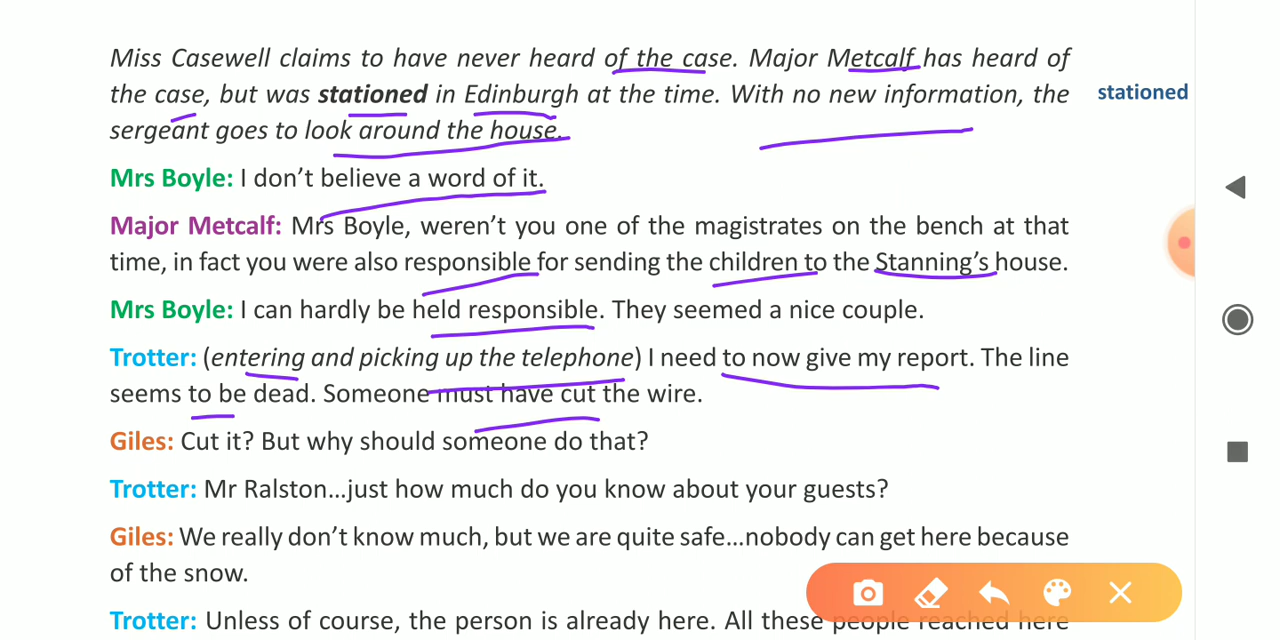 Miss Casewell claims to have never heard of the case. Major Metcalf has heard of
the case, but was stationed in Edinburgh at the time. With no new information, the
stationed
sergeant goes to look around the house.
Mrs Boyle: I don’t believe a word of it.
Major Metcalf: Mrs Boyle, weren’t you one of the magistrates on the bench at that
time, in fact you were also responsible for sending the children to the Stanning’s house.
Mrs Boyle: I can hardly be held responsible. They seemed a nice couple.
Trotter: (entering and picking up the telephone) I need to now give my report. The line
seems to be dead. Someone must have cut the wire.
Giles: Cut it? But why should someone do that?
Trotter: Mr Ralston...just how much do you know about your guests?
Giles: We really don’t know much, but we are quite safe...nobody can get here because
of the snow.
Trotter: Unless of course, the person is already here. All these people reached here